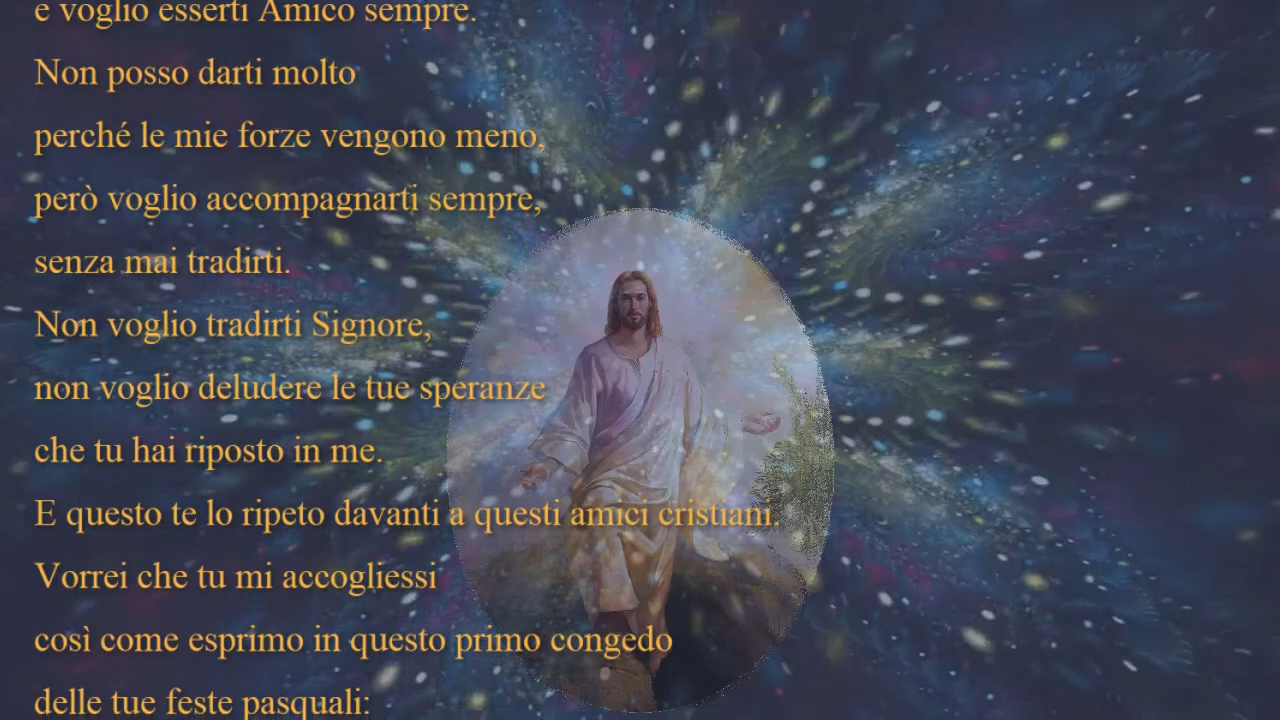 e voglio esserti Amico sempre.
Non posso darti molto
perché le mie forze vengono meno,
però voglio accompagnarti sempre,
senza mai tradirti.
Non voglio tradirti Signore,
non voglio deludere le tue speranze
che tu hai riposto in me.
E questo te lo ripeto davanti a questi amici cristiani.
Vorrei che tu mi accogliessi
così come esprimo in questo primo congedo
delle tue feste pasquali: